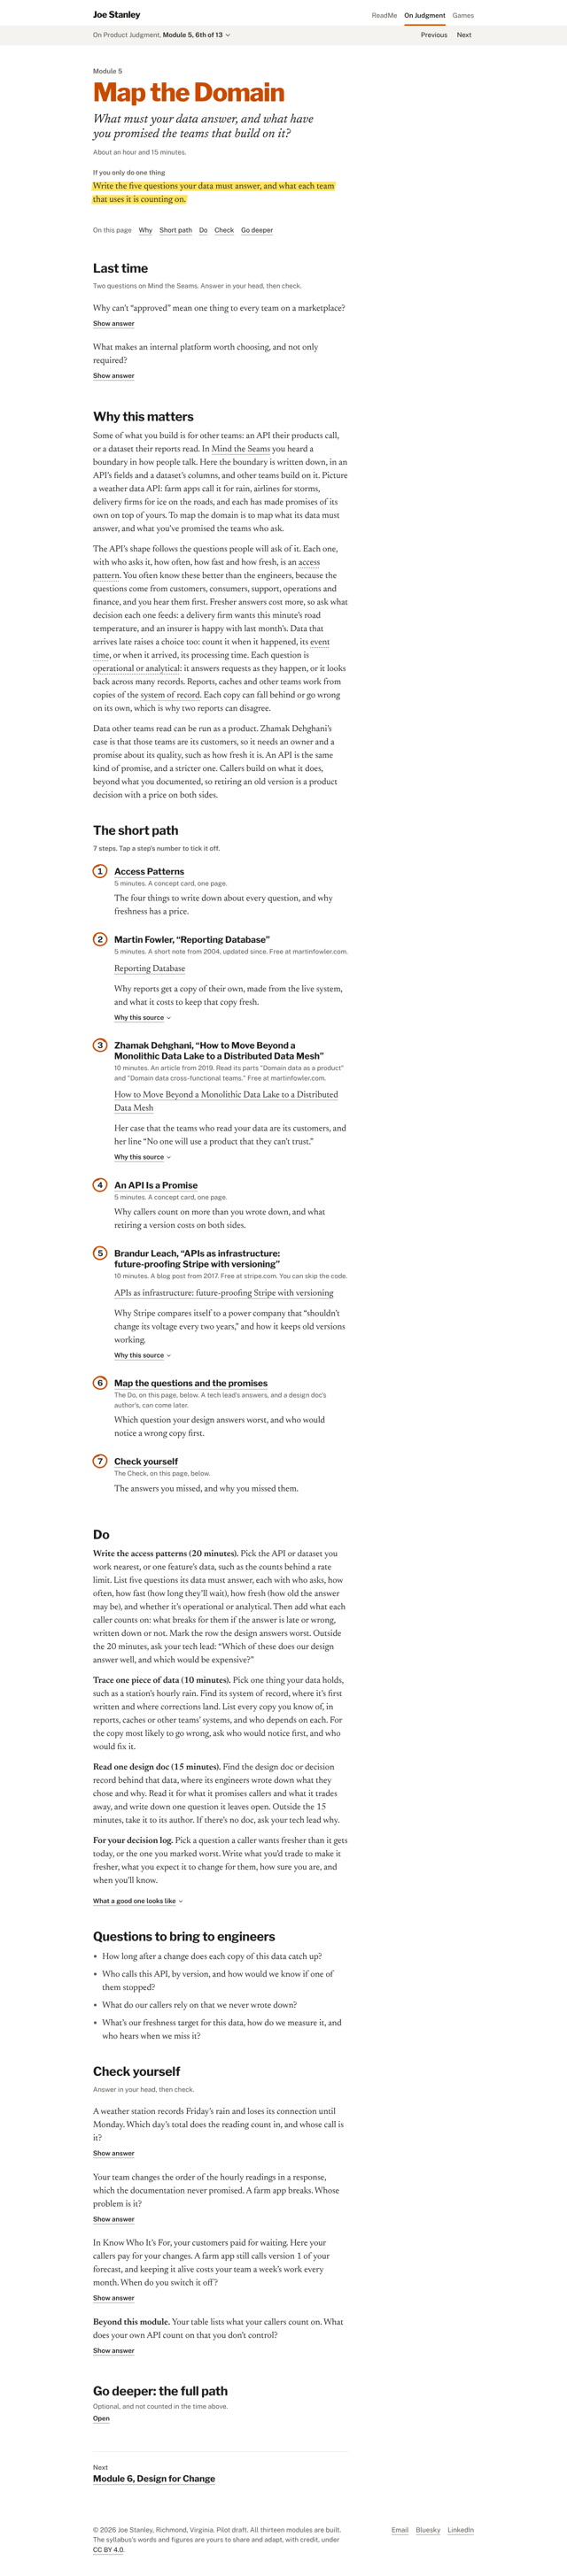 Joe Stanley
ReadMe On Judgment Games
On Product Judgment, Module 5, 6th of 13
Previous Next
Module 5
Map the Domain
What must your data answer, and what have
you promised the teams that build on it?
About an hour and 15 minutes.
If you only do one thing
Write the five questions your data must answer, and what each team
that uses it is counting on.
On this page Why Short path Do Check Go deeper
Last time
Two questions on Mind the Seams. Answer in your head, then check.
Why can't “approved” mean one thing to every team on a marketplace?
Show answer
What makes an internal platform worth choosing, and not only
required?
Show answer
Why this matters
Some of what you build is for other teams: an API their products call,
or a dataset their reports read. In Mind the Seams you heard a
boundary in how people talk. Here the boundary is written down, in an
API’s fields and a dataset’s columns, and other teams build on it. Picture
a weather data API: farm apps call it for rain, airlines for storms,
delivery firms for ice on the roads, and each has made promises of its
own on top of yours. To map the domain is to map what its data must
answer, and what you’ve promised the teams who ask.
The API’s shape follows the questions people will ask of it. Each one,
with who asks it, how often, how fast and how fresh, is an access
pattern. You often know these better than the engineers, because the
questions come from customers, consumers, support, operations and
finance, and you hear them first. Fresher answers cost more, so ask what
decision each one feeds: a delivery firm wants this minute’s road
temperature, and an insurer is happy with last month’s. Data that
arrives late raises a choice too: count it when it happened, its event
time, or when it arrived, its processing time. Each question is
operational or analytical: it answers requests as they happen, or it looks
back across many records. Reports, caches and other teams work from
copies of the system of record. Each copy can fall behind or go wrong
on its own, which is why two reports can disagree.
Data other teams read can be run as a product. Zhamak Dehghani’s
case is that those teams are its customers, so it needs an owner and a
promise about its quality, such as how fresh it is. An API is the same
kind of promise, and a stricter one. Callers build on what it does,
beyond what you documented, so retiring an old version is a product
decision with a price on both sides.
The short path
7 steps. Tap a step’s number to tick it off.
1 Access Patterns
5 minutes. A concept card, one page.
The four things to write down about every question, and why
freshness has a price.
2 Martin Fowler, “Reporting Database”
5 minutes. A short note from 2004, updated since. Free at martinfowler.com.
Reporting Database
Why reports get a copy of their own, made from the live system,
and what it costs to keep that copy fresh.
Why this source
3 Zhamak Dehghani, “How to Move Beyond a
Monolithic Data Lake to a Distributed Data Mesh”
10 minutes. An article from 2019. Read its parts “Domain data as a product”
and “Domain data cross-functional teams.” Free at martinfowler.com.
How to Move Beyond a Monolithic Data Lake to a Distributed
Data Mesh
Her case that the teams who read your data are its customers, and
her line “No one will use a product that they can’t trust.”
Why this source
4 An API Is a Promise
5 minutes. A concept card, one page.
Why callers count on more than you wrote down, and what
retiring a version costs on both sides.
5 Brandur Leach, “APIs as infrastructure:
future-proofing Stripe with versioning”
10 minutes. A blog post from 2017. Free at stripe.com. You can skip the code.
APIs as infrastructure: future-proofing Stripe with versioning
Why Stripe compares itself to a power company that “shouldn’t
change its voltage every two years,” and how it keeps old versions
working.
Why this source
6 Map the questions and the promises
The Do, on this page, below. A tech lead’s answers, and a design doc’s
author’s, can come later.
Which question your design answers worst, and who would
notice a wrong copy first.
7 Check yourself
The Check, on this page, below.
The answers you missed, and why you missed them.
Do
Write the access patterns (20 minutes). Pick the API or dataset you
work nearest, or one feature’s data, such as the counts behind a rate
limit. List five questions its data must answer, each with who asks, how
often, how fast (how long they’ll wait), how fresh (how old the answer
may be), and whether it’s operational or analytical. Then add what each
caller counts on: what breaks for them if the answer is late or wrong,
written down or not. Mark the row the design answers worst. Outside
the 20 minutes, ask your tech lead: “Which of these does our design
answer well, and which would be expensive?”
Trace one piece of data (10 minutes). Pick one thing your data holds,
such as a station’s hourly rain. Find its system of record, where it’s first
written and where corrections land. List every copy you know of, in
reports, caches or other teams’ systems, and who depends on each. For
the copy most likely to go wrong, ask who would notice first, and who
would fix it.
Read one design doc (15 minutes). Find the design doc or decision
record behind that data, where its engineers wrote down what they
chose and why. Read it for what it promises callers and what it trades
away, and write down one question it leaves open. Outside the 15
minutes, take it to its author. If there’s no doc, ask your tech lead why.
For your decision log. Pick a question a caller wants fresher than it gets
today, or the one you marked worst. Write what you’d trade to make it
fresher, what you expect it to change for them, how sure you are, and
when you’ll know.
What a good one looks like
Questions to bring to engineers
• How long after a change does each copy of this data catch up?
• Who calls this API, by version, and how would we know if one of
them stopped?
• What do our callers rely on that we never wrote down?
• What’s our freshness target for this data, how do we measure it, and
who hears when we miss it?
Check yourself
Answer in your head, then check.
A weather station records Friday’s rain and loses its connection until
Monday. Which day’s total does the reading count in, and whose call is
it?
Show answer
Your team changes the order of the hourly readings in a response,
which the documentation never promised. A farm app breaks. Whose
problem is it?
Show answer
In Know Who It’s For, your customers paid for waiting. Here your
callers pay for your changes. A farm app still calls version 1 of your
forecast, and keeping it alive costs your team a week’s work every
month. When do you switch it off?
Show answer
Beyond this module. Your table lists what your callers count on. What
does your own API count on that you don’t control?
Show answer
Go deeper: the full path
Optional, and not counted in the time above.
Open
Next
Module 6, Design for Change
© 2026 Joe Stanley, Richmond, Virginia. Pilot draft. All thirteen modules are built.
The syllabus’s words and figures are yours to share and adapt, with credit, under
CC BY 4.0.
Email Bluesky LinkedIn